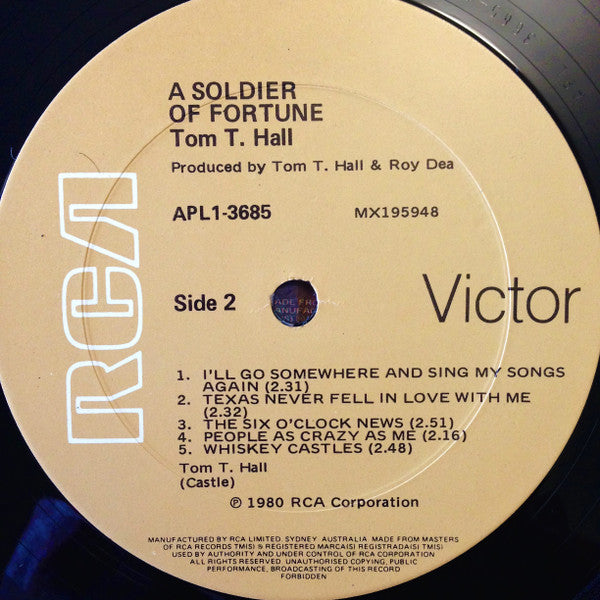 A SOLDIER
OF FORTUNE
Tom T. Hall
Produced by Tom T. Hall & Roy Dea
APL1-3685 MX195948
RCA
Side 2
Victor
1. I'LL GO SOMEWHERE AND SING MY SONGS
AGAIN (2.31)
2. TEXAS NEVER FELL IN LOVE WITH ME
(2.32)
3. THE SIX O'CLOCK NEWS (2.51)
4. PEOPLE AS CRAZY AS ME (2.16)
5. WHISKEY CASTLES (2.48)
Tom T. Hall
(Castle)
℗ 1980 RCA Corporation
MANUFACTURED BY RCA LIMITED, SYDNEY AUSTRALIA. MADE FROM MASTERS
OF RCA RECORDS TM(S) & REGISTERED MARCA(S) REGISTRADA(S) TM(S)
USED BY AUTHORITY AND UNDER CONTROL OF RCA CORPORATION
ALL RIGHTS RESERVED. UNAUTHORISED COPYING, PUBLIC
PERFORMANCE, BROADCASTING OF THIS RECORD
FORBIDDEN